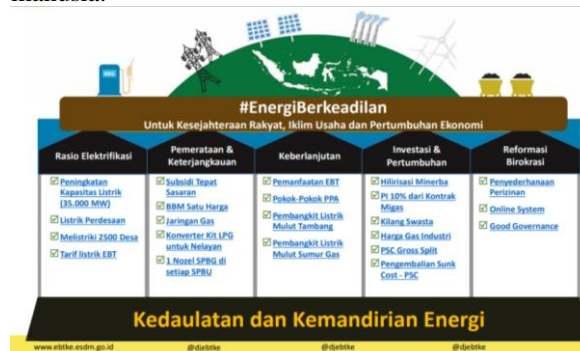 #EnergiBerkeadilan
Untuk Kesejahteraan Rakyat, Iklim Usaha dan Pertumbuhan Ekonomi
Rasio Elektrifikasi
Peningkatan
Kapasitas Listrik
(35.000 MW)
Listrik Perdesaan
Melistriki 2500 Desa
Tarif listrik EBT
Pemerataan &
Keterjangkauan
Subsidi Tepat
Sasaran
BBM Satu Harga
Jaringan Gas
Konverter Kit LPG
untuk Nelayan
1 Nozel SPBG di
setiap SPBU
Keberlanjutan
Pemanfaatan EBT
Pokok-Pokok PPA
Pembangkit Listrik
Mulut Tambang
Pembangkit Listrik
Mulut Sumur Gas
Investasi &
Pertumbuhan
Hilirisasi Minerba
PI 10% dari Kontrak
Migas
Kilang Swasta
Harga Gas Industri
PSC Gross Split
Pengembalian Sunk
Cost - PSC
Reformasi
Birokrasi
Penyederhanaan
Perizinan
Online System
Good Governance
Kedaulatan dan Kemandirian Energi
www.ebtke.esdm.go.id
@djebtke
@djebtke
@djebtke